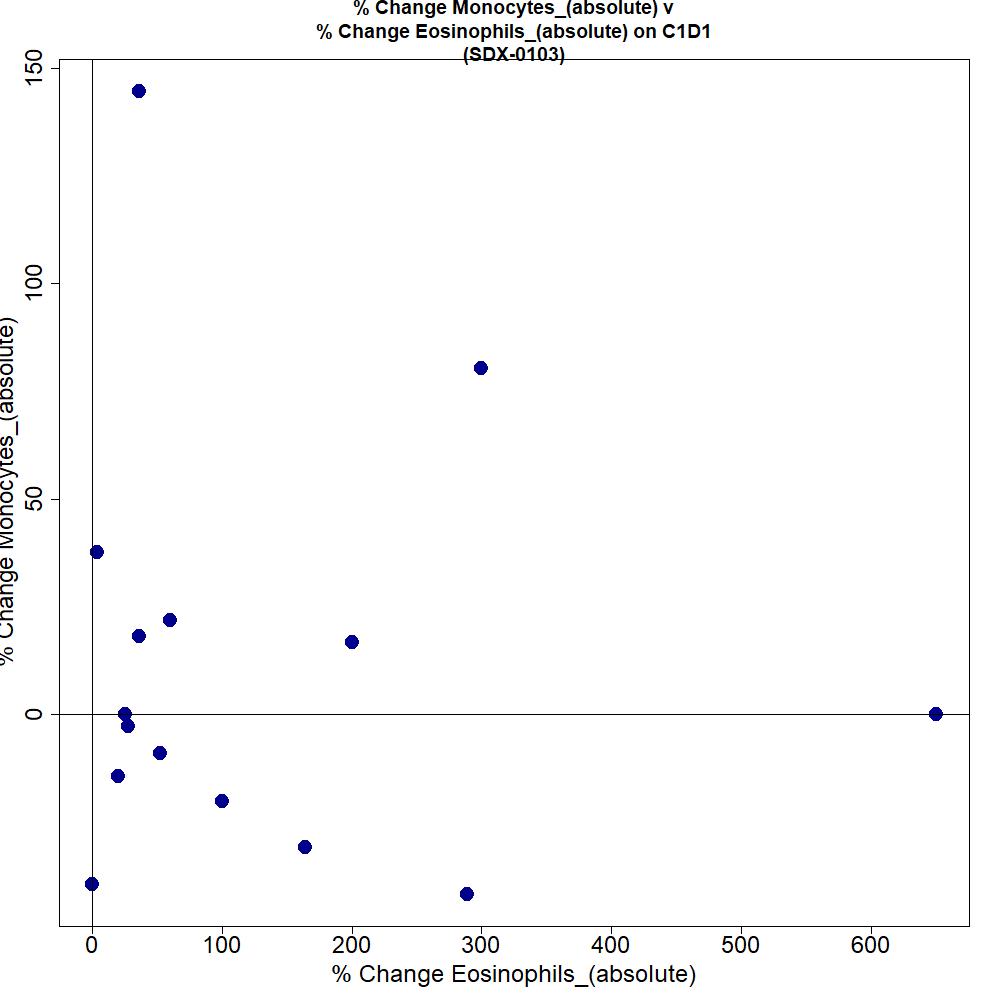 % Change Monocytes_(absolute) v
% Change Eosinophils_(absolute) on C1D1
(SDX-0103)
% Change Monocytes_(absolute)
150
100
50
0
0 100 200 300 400 500 600
% Change Eosinophils_(absolute)